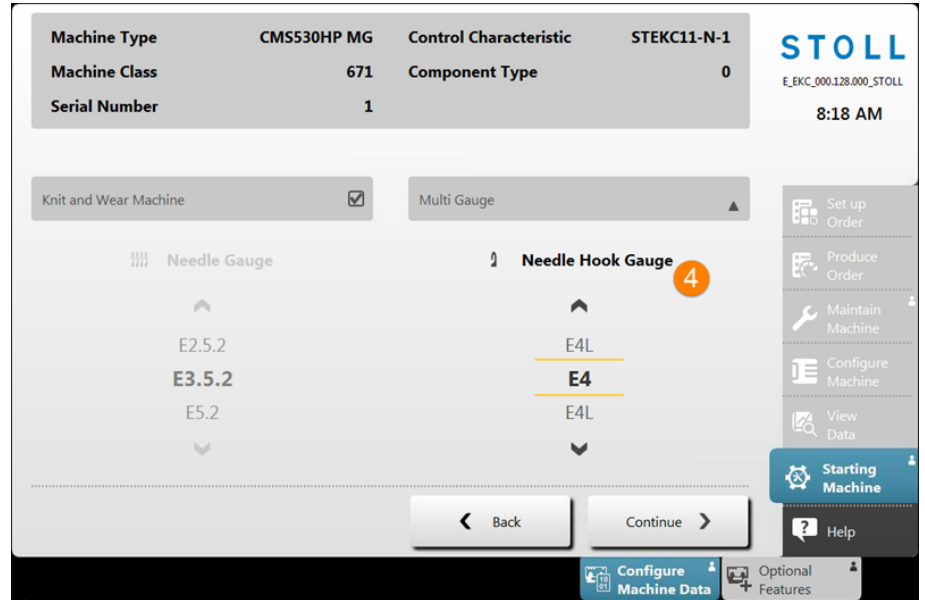 Machine Type CMS530HP MG Control Characteristic STEKC11-N-1
Machine Class 671 Component Type 0
Serial Number 1
STOLL
E_EKC_000.128.000_STOLL
8:18 AM
Knit and Wear Machine Multi Gauge
Needle Gauge Needle Hook Gauge
4
E2.5.2 E4L
E3.5.2 E4
E5.2 E4L
Back Continue
Set up
Order
Produce
Order
Maintain
Machine
Configure
Machine
View
Data
Starting
Machine
? Help
Configure
Machine Data
Optional
Features